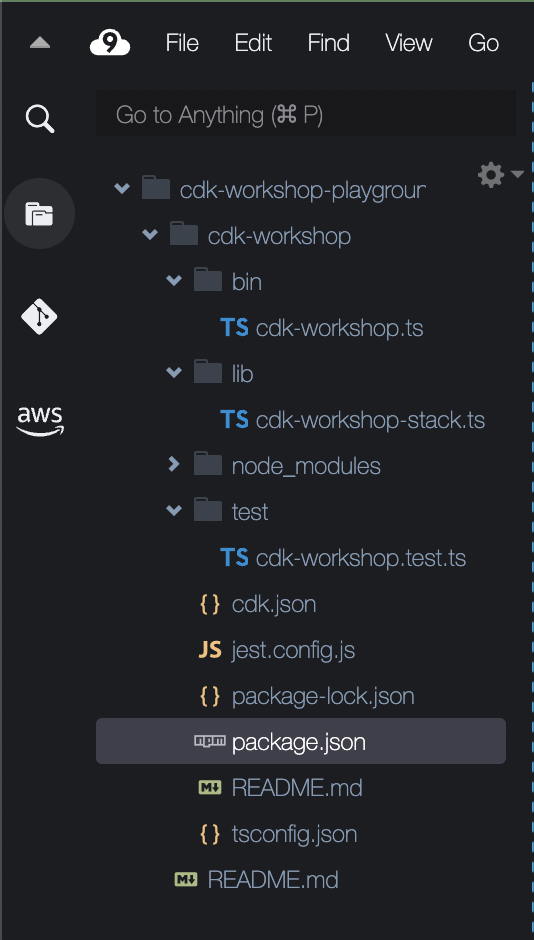 9 File Edit Find View Go
Go to Anything (⌘ P)
cdk-workshop-playgroun
cdk-workshop
bin
TS cdk-workshop.ts
lib
TS cdk-workshop-stack.ts
aws
node_modules
test
TS cdk-workshop.test.ts
{} cdk.json
JS jest.config.js
{} package-lock.json
npm package.json
M↓ README.md
{} tsconfig.json
M↓ README.md